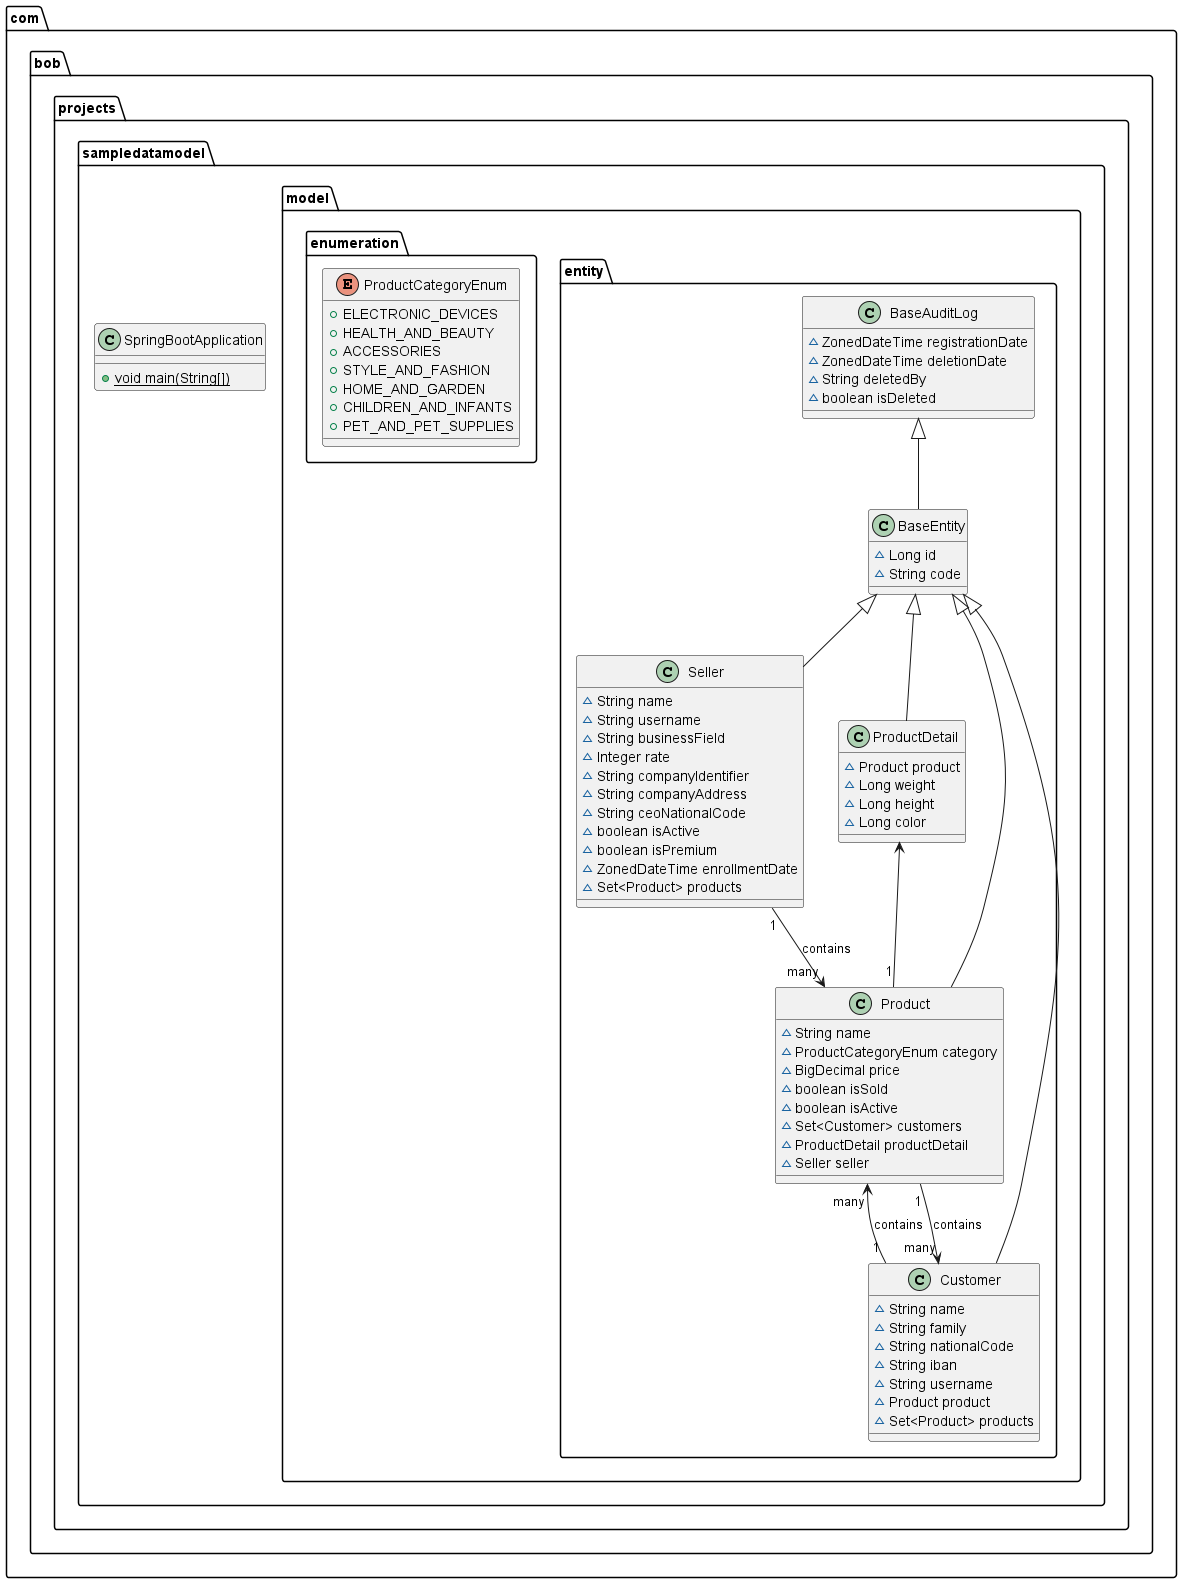 com
bob
projects
sampledatamodel
model
enumeration
E ProductCategoryEnum
ELECTRONIC_DEVICES
HEALTH_AND_BEAUTY
ACCESSORIES
STYLE_AND_FASHION
HOME_AND_GARDEN
CHILDREN_AND_INFANTS
PET_AND_PET_SUPPLIES
C SpringBootApplication
void main(String[])
entity
C BaseAuditLog
ZonedDateTime registrationDate
ZonedDateTime deletionDate
String deletedBy
boolean isDeleted
C BaseEntity
Long id
String code
C Seller
String name
String username
String businessField
Integer rate
String companyIdentifier
String companyAddress
String ceoNationalCode
boolean isActive
boolean isPremium
ZonedDateTime enrollmentDate
Set<Product> products
C ProductDetail
Product product
Long weight
Long height
Long color
1
contains
many
1
C Product
String name
ProductCategoryEnum category
BigDecimal price
boolean isSold
boolean isActive
Set<Customer> customers
ProductDetail productDetail
Seller seller
many
1
contains
contains
1
many
C Customer
String name
String family
String nationalCode
String iban
String username
Product product
Set<Product> products